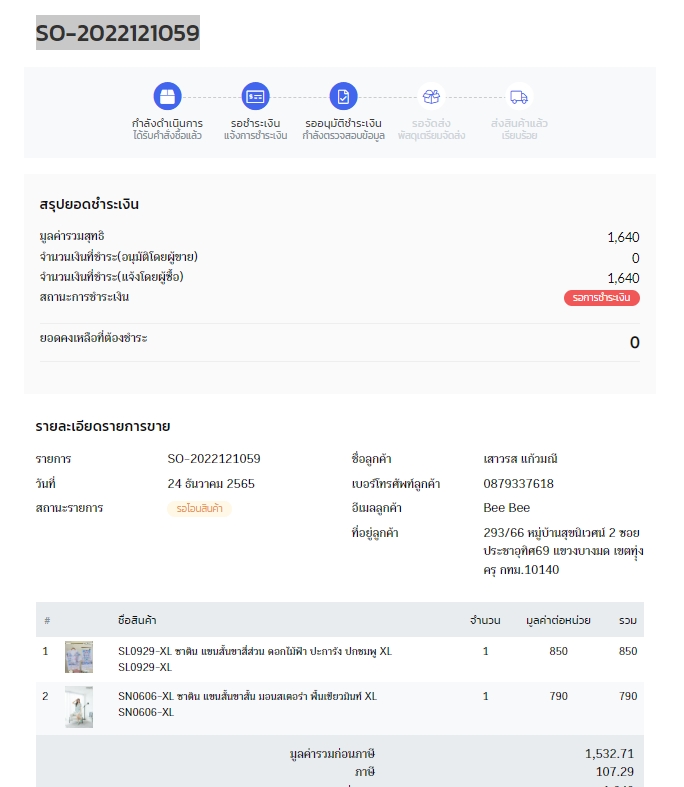 SO-2022121059
กำลังดำเนินการ รอชำระเงิน รออนุมัติชำระเงิน รอจัดส่ง ส่งสินค้าแล้ว
ได้รับคำสั่งซื้อแล้ว แจ้งการชำระเงิน กำลังตรวจสอบข้อมูล พัสดุเตรียมจัดส่ง เรียบร้อย
สรุปยอดชำระเงิน
มูลค่ารวมสุทธิ 1,640
จำนวนเงินที่ชำระ(อนุมัติโดยผู้ขาย) 0
จำนวนเงินที่ชำระ(แจ้งโดยผู้ซื้อ) 1,640
สถานะการชำระเงิน รอการชำระเงิน
ยอดคงเหลือที่ต้องชำระ 0
รายละเอียดรายการขาย
รายการ SO-2022121059 ชื่อลูกค้า เสาวรส แก้วมณี
วันที่ 24 ธันวาคม 2565 เบอร์โทรศัพท์ลูกค้า 0879337618
สถานะรายการ รอโอนสินค้า อีเมลลูกค้า Bee Bee
ที่อยู่ลูกค้า 293/66 หมู่บ้านสุขนิเวศน์ 2 ซอย
ประชาอุทิศ69 แขวงบางมด เขตทุ่ง
ครุ กทม.10140
# ชื่อสินค้า จำนวน มูลค่าต่อหน่วย รวม
1 SL0929-XL ซาติน แขนสั้นขาสี่ส่วน ดอกไม้ฟ้า ปะการัง ปกชมพู XL 1 850 850
SL0929-XL
2 SN0606-XL ซาติน แขนสั้นขาสั้น มอนสเตอร่า พื้นเขียวมินท์ XL 1 790 790
SN0606-XL
มูลค่ารวมก่อนภาษี 1,532.71
ภาษี 107.29